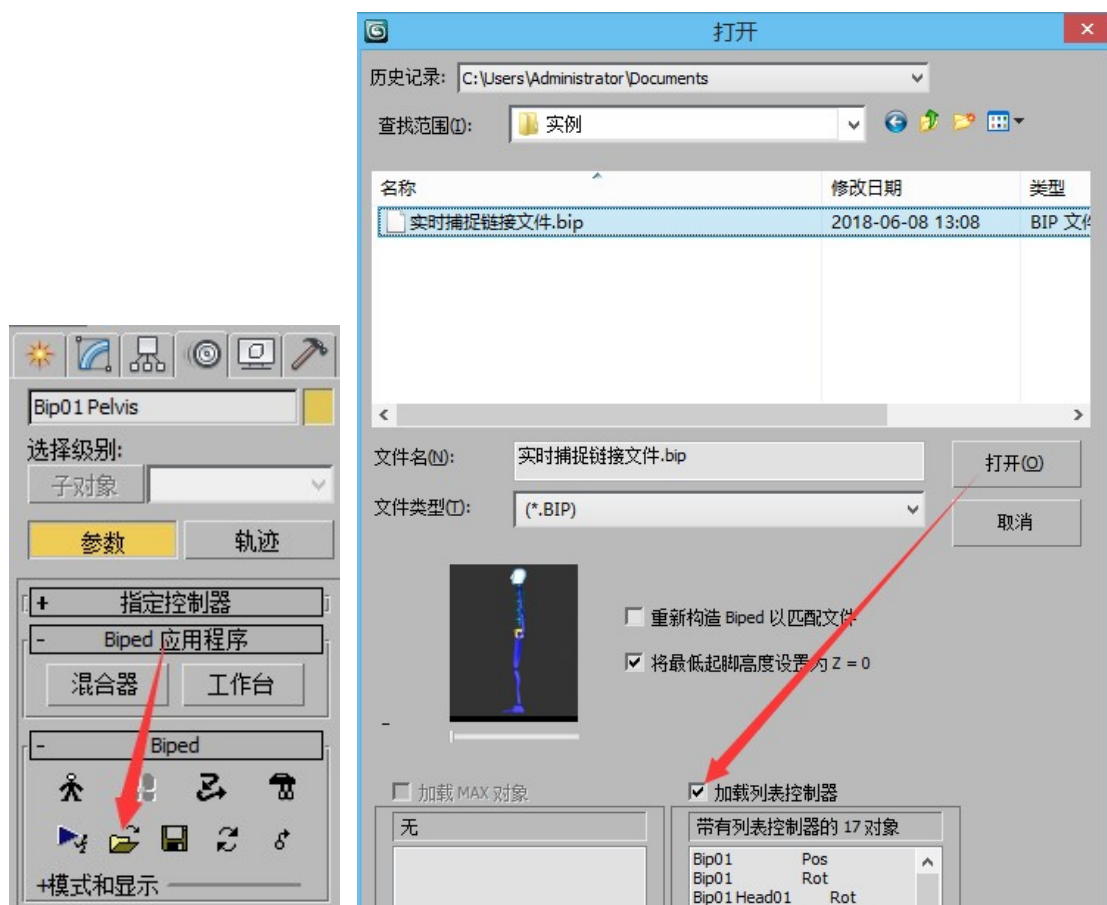 Bip01 Pelvis
选择级别:
子对象
参数 轨迹
+ 指定控制器
- Biped 应用程序
混合器 工作台
- Biped
+模式和显示
打开
历史记录: C:\Users\Administrator\Documents
查找范围(I): 实例
名称 修改日期 类型
实时捕捉链接文件.bip 2018-06-08 13:08 BIP 文件
文件名(N): 实时捕捉链接文件.bip 打开(O)
文件类型(T): (*.BIP) 取消
重新构造 Biped 以匹配文件
将最低起脚高度设置为 Z = 0
加载 MAX 对象 加载列表控制器
无 带有列表控制器的 17 对象
Bip01 Pos
Bip01 Rot
Bip01 Head01 Rot